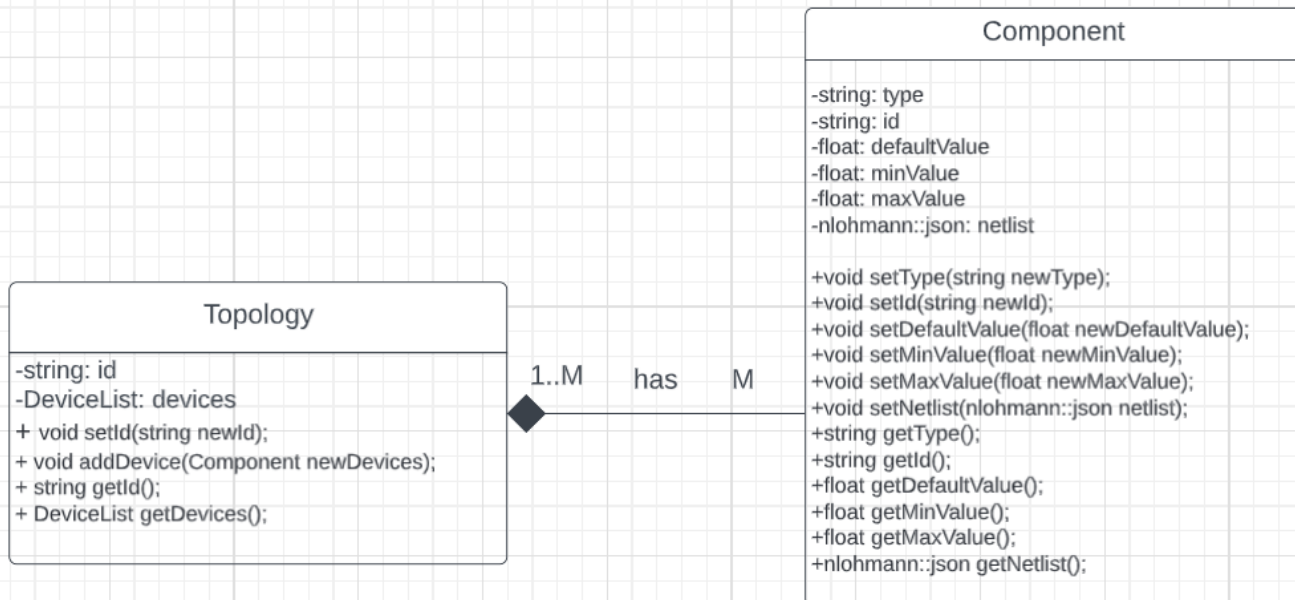 Component
-string: type
-string: id
-float: defaultValue
-float: minValue
-float: maxValue
-nlohmann::json: netlist
+void setType(string newType);
+void setId(string newId);
+void setDefaultValue(float newDefaultValue);
+void setMinValue(float newMinValue);
+void setMaxValue(float newMaxValue);
+void setNetlist(nlohmann::json netlist);
+string getType();
+string getId();
+float getDefaultValue();
+float getMinValue();
+float getMaxValue();
+nlohmann::json getNetlist();
Topology
-string: id
-DeviceList: devices
+ void setId(string newId);
+ void addDevice(Component newDevices);
+ string getId();
+ DeviceList getDevices();
1..M has M